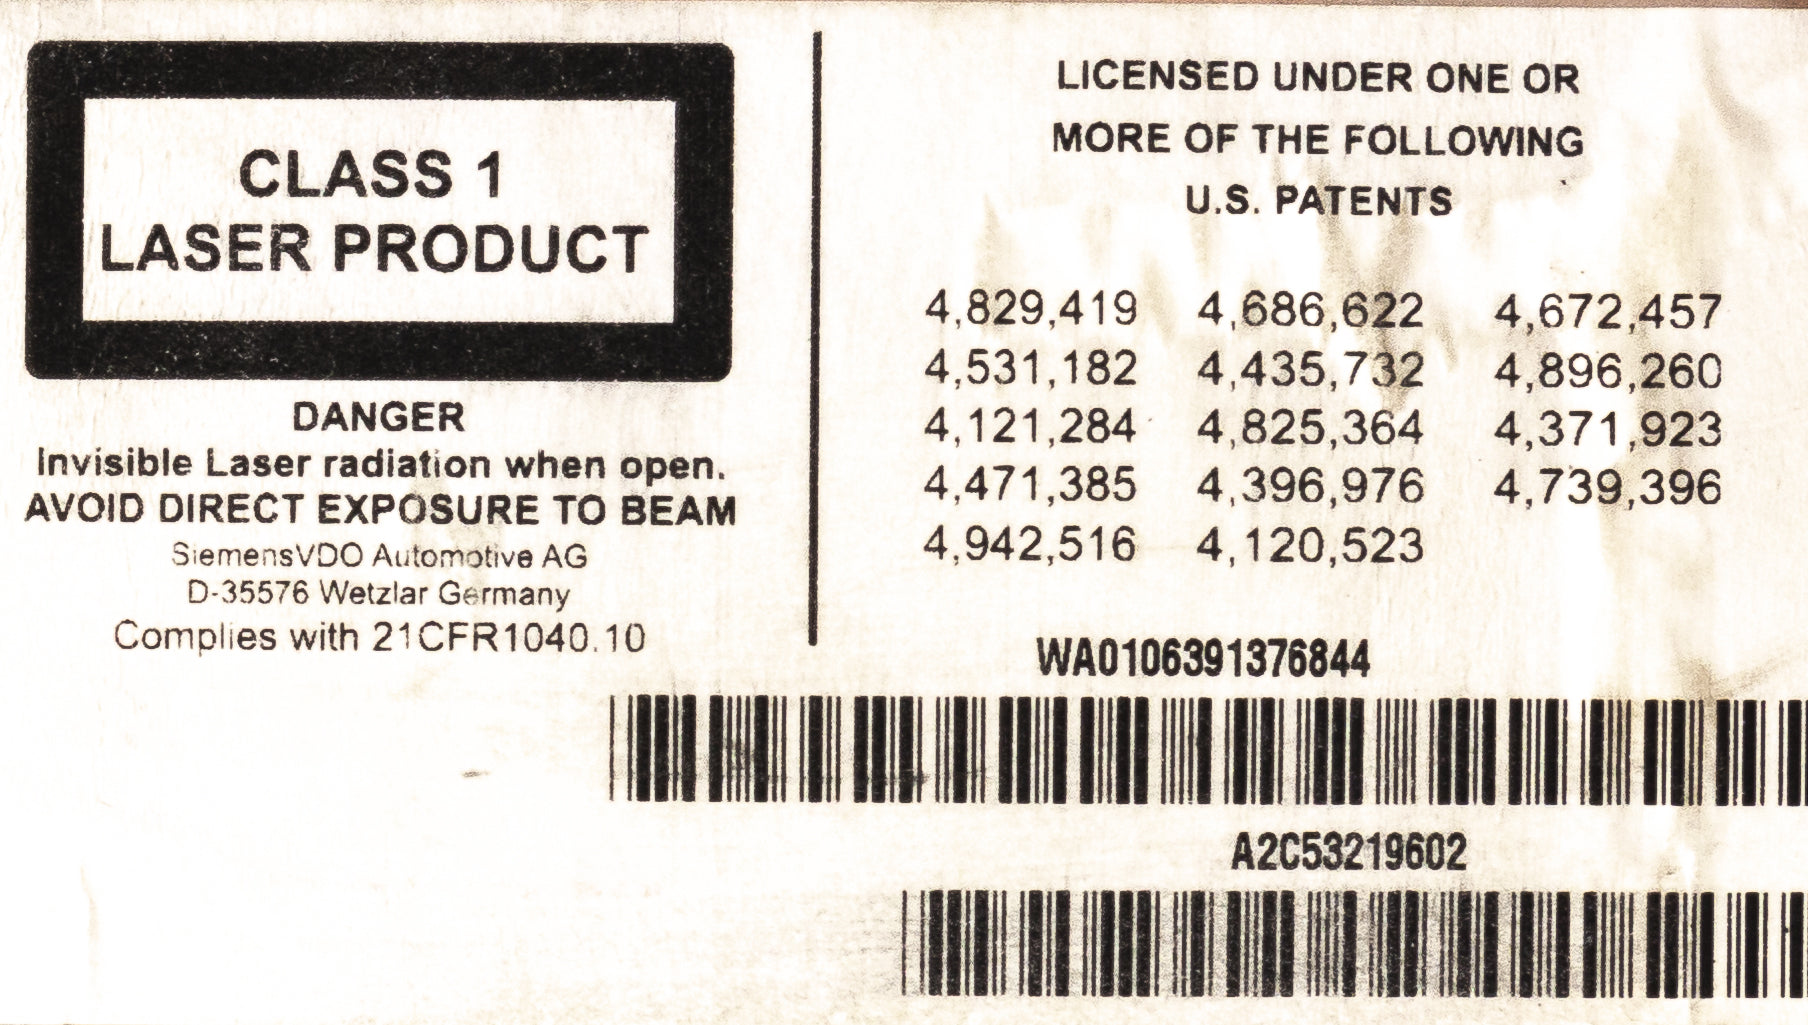 CLASS 1
LASER PRODUCT
DANGER
Invisible Laser radiation when open.
AVOID DIRECT EXPOSURE TO BEAM
SiemensVDO Automotive AG
D-35576 Wetzlar Germany
Complies with 21CFR1040.10
LICENSED UNDER ONE OR
MORE OF THE FOLLOWING
U.S. PATENTS
4,829,419 4,686,622 4,672,457
4,531,182 4,435,732 4,896,260
4,121,284 4,825,364 4,371,923
4,471,385 4,396,976 4,739,396
4,942,516 4,120,523
WA0106391376844
A2C53219602